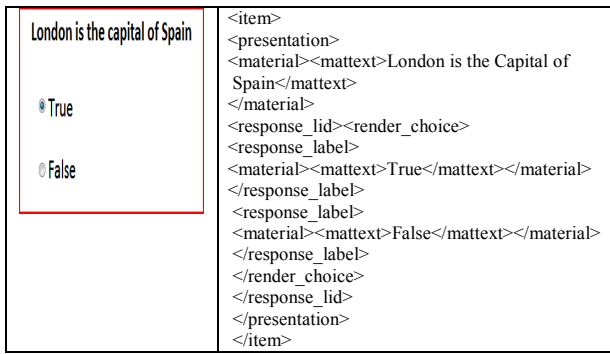 London is the capital of Spain
True
False
<item>
<presentation>
<material><mattext>London is the Capital of
Spain</mattext>
</material>
<response_lid><render_choice>
<response_label>
<material><mattext>True</mattext></material>
</response_label>
<response_label>
<material><mattext>False</mattext></material>
</response_label>
</render_choice>
</response_lid>
</presentation>
</item>